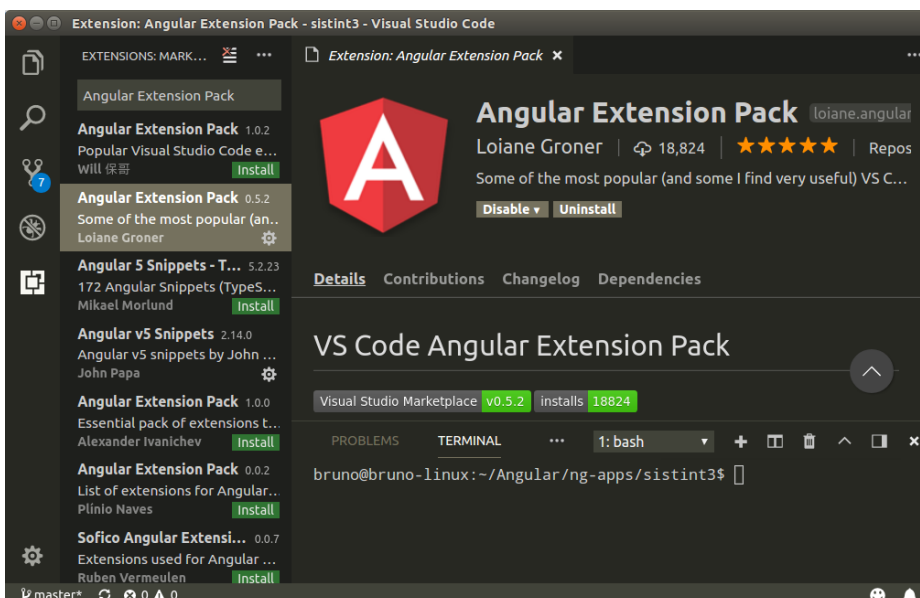 Extension: Angular Extension Pack - sistint3 - Visual Studio Code
EXTENSIONS: MARK...
Angular Extension Pack
Angular Extension Pack 1.0.2
Popular Visual Studio Code e...
Will 保哥 Install
Angular Extension Pack 0.5.2
Some of the most popular (an..
Loiane Groner
Angular 5 Snippets - T... 5.2.23
172 Angular Snippets (TypeS...
Mikael Morlund Install
Angular v5 Snippets 2.14.0
Angular v5 snippets by John ...
John Papa
Angular Extension Pack 1.0.0
Essential pack of extensions t...
Alexander Ivanichev Install
Angular Extension Pack 0.0.2
List of extensions for Angular...
Plínio Naves Install
Sofico Angular Extensi... 0.0.7
Extensions used for Angular ...
Ruben Vermeulen Install
7
Extension: Angular Extension Pack
A
Angular Extension Pack loiane.angular
Loiane Groner 18,824 Repos
Some of the most popular (and some I find very useful) VS C...
Disable Uninstall
Details Contributions Changelog Dependencies
VS Code Angular Extension Pack
Visual Studio Marketplace v0.5.2 installs 18824
PROBLEMS TERMINAL ... 1: bash
bruno@bruno-linux:~/Angular/ng-apps/sistint3$
master* 0 0